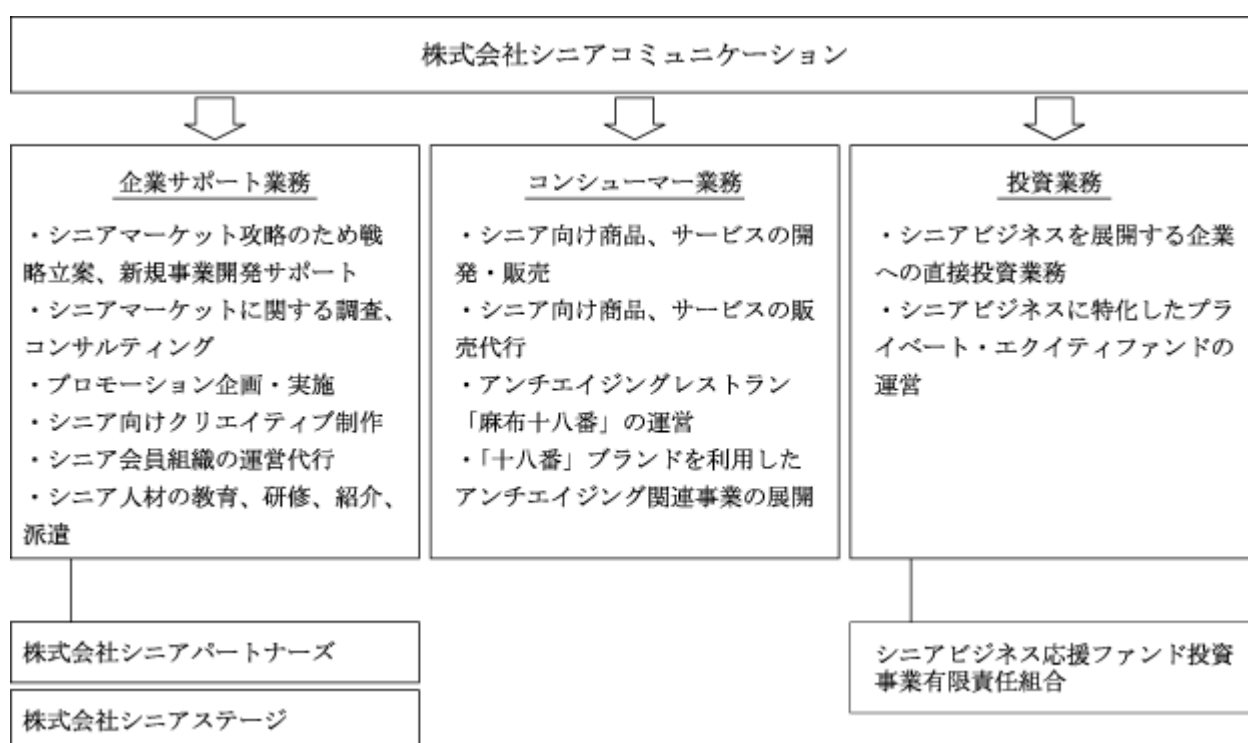 株式会社シニアコミュニケーション
企業サポート業務
・シニアマーケット攻略のため戦
略立案、新規事業開発サポート
・シニアマーケットに関する調査、
コンサルティング
・プロモーション企画・実施
・シニア向けクリエイティブ制作
・シニア会員組織の運営代行
・シニア人材の教育、研修、紹介、
派遣
コンシューマー業務
・シニア向け商品、サービスの開
発・販売
・シニア向け商品、サービスの販
売代行
・アンチエイジングレストラン
「麻布十八番」の運営
・「十八番」ブランドを利用した
アンチエイジング関連事業の展開
投資業務
・シニアビジネスを展開する企業
への直接投資業務
・シニアビジネスに特化したプラ
イベート・エクイティファンドの
運営
株式会社シニアパートナーズ
株式会社シニアステージ
シニアビジネス応援ファンド投資
事業有限責任組合